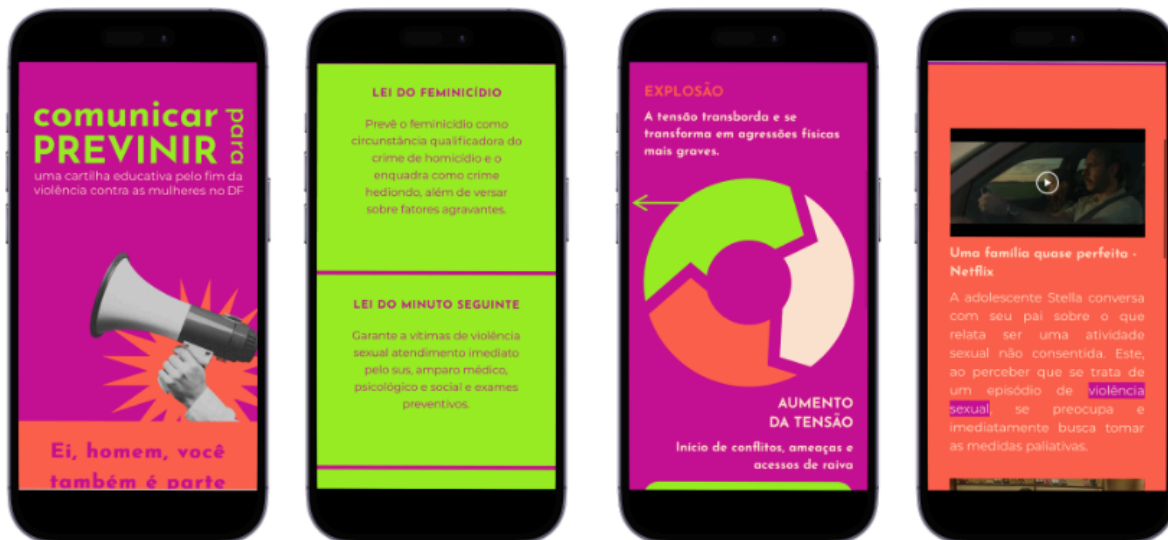 comunicar
para
PREVINIR
uma cartilha educativa pelo fim da
violência contra as mulheres no DF
Ei, homem, você
também é parte
LEI DO FEMINICÍDIO
Prevê o feminicídio como
circunstância qualificadora do
crime de homicídio e o
enquadra como crime
hediondo, além de versar
sobre fatores agravantes.
LEI DO MINUTO SEGUINTE
Garante a vítimas de violência
sexual atendimento imediato
pelo sus, amparo médico,
psicológico e social e exames
preventivos.
EXPLOSÃO
A tensão transborda e se
transforma em agressões físicas
mais graves.
AUMENTO
DA TENSÃO
Início de conflitos, ameaças e
acessos de raiva
Uma família quase perfeita -
Netflix
A adolescente Stella conversa
com seu pai sobre o que
relata ser uma atividade
sexual não consentida. Este,
ao perceber que se trata de
um episódio de violência
sexual, se preocupa e
imediatamente busca tomar
as medidas paliativas.